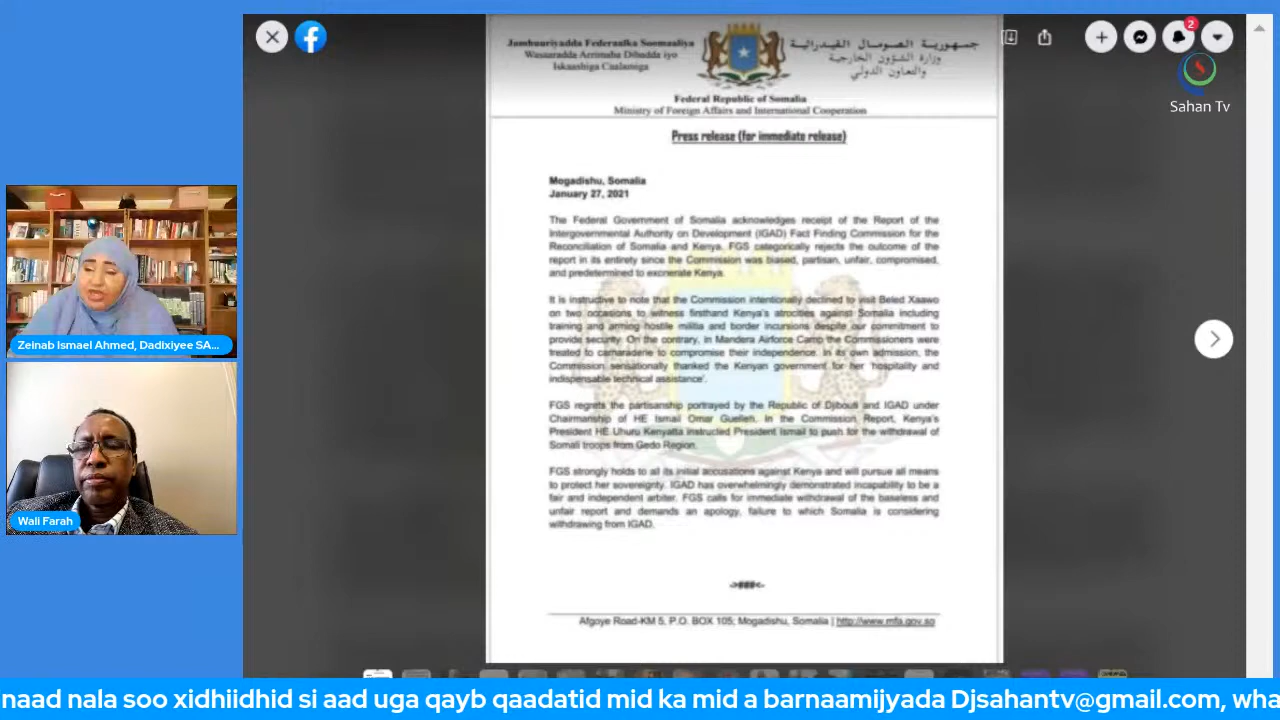 Jamhuuriyadda Federaalka Soomaaliya
Wasaaradda Arrimaha Dibadda iyo
Iskaashiga Caalamiga
جمهورية الصومال الفيدرالية
وزارة الشؤون الخارجية
والتعاون الدولي
Federal Republic of Somalia
Ministry of Foreign Affairs and International Cooperation
Press release (for immediate release)
Mogadishu, Somalia
January 27, 2021
The Federal Government of Somalia acknowledges receipt of the Report of the
Intergovernmental Authority on Development (IGAD) Fact Finding Commission for the
Reconciliation of Somalia and Kenya. FGS categorically rejects the outcome of the
report in its entirety since the Commission was biased, partisan, unfair, compromised,
and predetermined to exonerate Kenya.
It is instructive to note that the Commission intentionally declined to visit Beled Xaawo
on two occasions to witness firsthand Kenya's atrocities against Somalia including
training and arming hostile militia and border incursions despite our commitment to
provide security. On the contrary, in Mandera Airforce Camp the Commissioners were
treated to camaraderie to compromise their independence. In its own admission, the
Commission sensationally thanked the Kenyan government for her 'hospitality and
indispensable technical assistance'.
FGS regrets the partisanship portrayed by the Republic of Djibouti and IGAD under
Chairmanship of HE Ismail Omar Guelleh. In the Commission Report, Kenya's
President HE Uhuru Kenyatta instructed President Ismail to push for the withdrawal of
Somali troops from Gedo Region.
FGS strongly holds to all its initial accusations against Kenya and will pursue all means
to protect her sovereignty. IGAD has overwhelmingly demonstrated incapability to be a
fair and independent arbiter. FGS calls for immediate withdrawal of the baseless and
unfair report and demands an apology, failure to which Somalia is considering
withdrawing from IGAD.
->###<-
Afgoye Road-KM 5, P.O. BOX 105; Mogadishu, Somalia | http://www.mfa.gov.so
2
Sahan Tv
Zeinab Ismael Ahmed, Dadixiyee SA...
Wali Farah
naad nala soo xidhiidhid si aad uga qayb qaadatid mid ka mid a barnaamijyada Djsahantv@gmail.com, wha